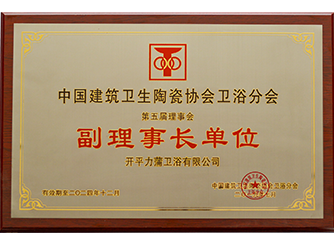 中国建筑卫生陶瓷协会卫浴分会
第五届理事会
副理事长单位
开平力蒲卫浴有限公司
有效期至二〇二四年十二月
中国建筑卫生陶瓷协会卫浴分会